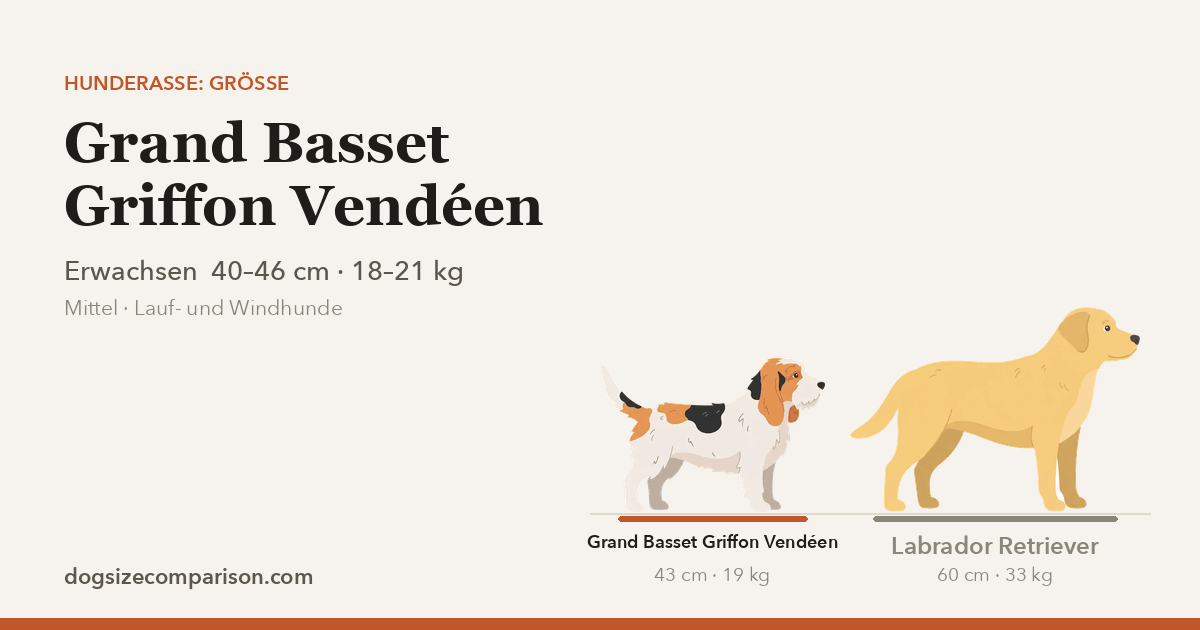 HUNDERASSE: GRÖSSE
Grand Basset
Griffon Vendéen
Erwachsen  40–46 cm · 18–21 kg
Mittel · Lauf- und Windhunde
Grand Basset Griffon Vendéen
43 cm · 19 kg
Labrador Retriever
60 cm · 33 kg
dogsizecomparison.com